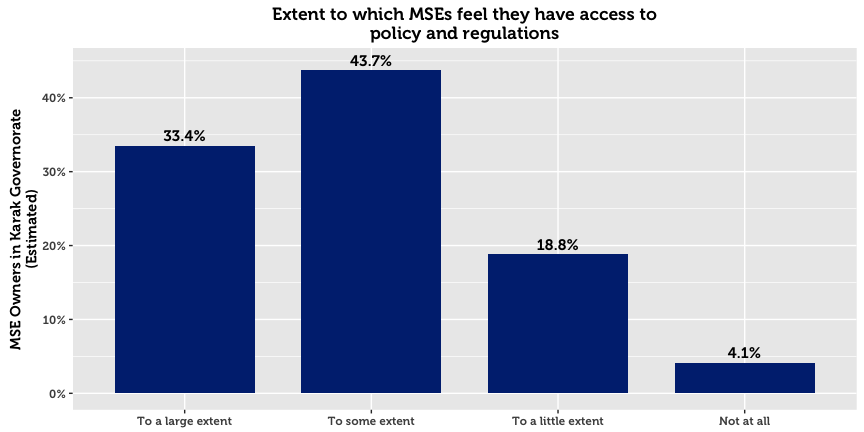 Extent to which MSEs feel they have access to
policy and regulations
MSE Owners in Karak Governorate
(Estimated)
40%
30%
20%
10%
0%
33.4%
43.7%
18.8%
4.1%
To a large extent
To some extent
To a little extent
Not at all